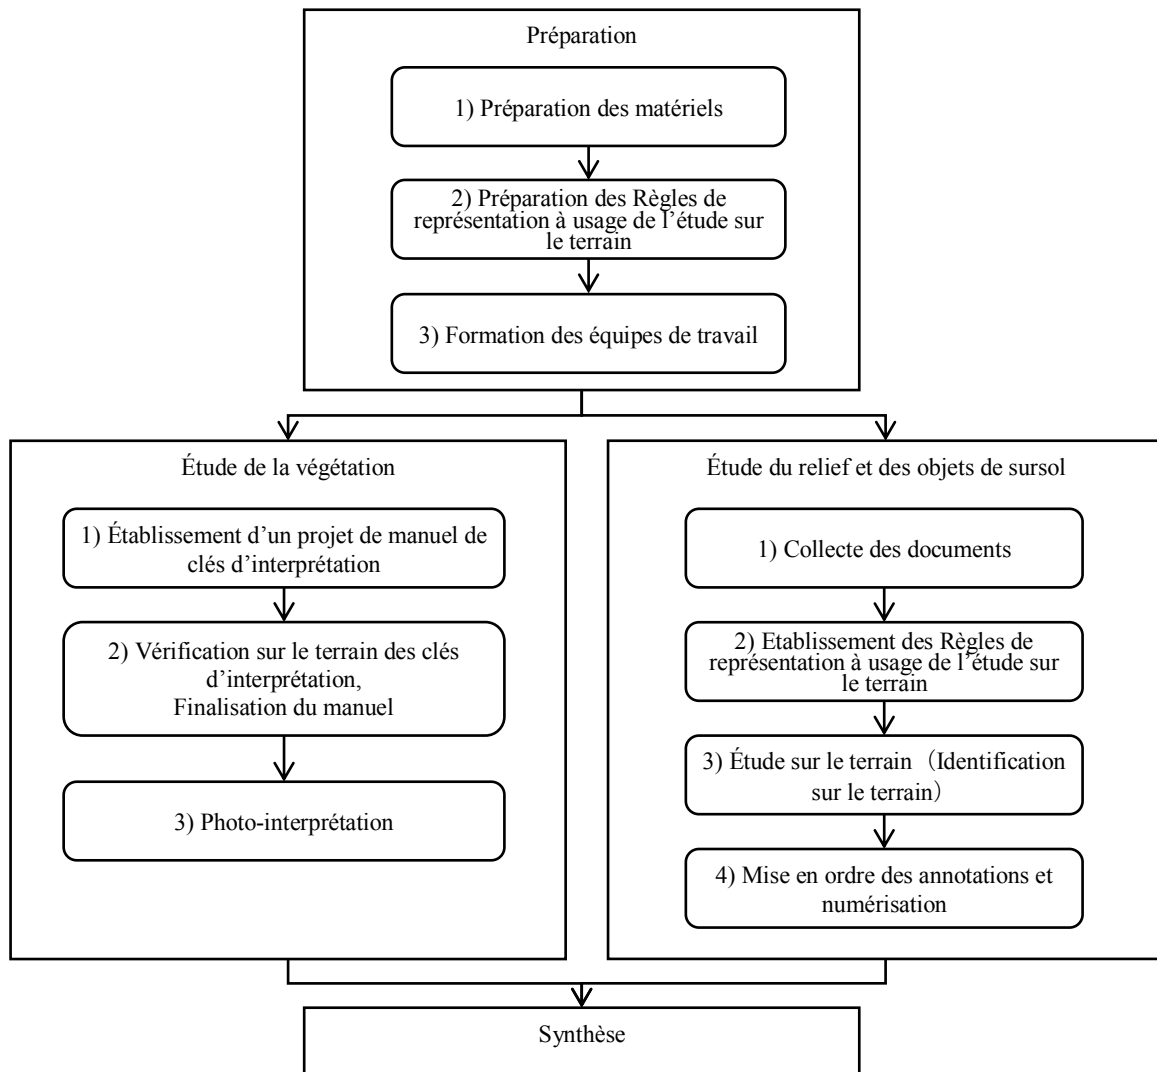 Préparation
1) Préparation des matériels
2) Préparation des Règles de
représentation à usage de l’étude sur
le terrain
3) Formation des équipes de travail
Étude de la végétation
1) Établissement d’un projet de manuel de
clés d’interprétation
2) Vérification sur le terrain des clés
d’interprétation,
Finalisation du manuel
3) Photo-interprétation
Étude du relief et des objets de sursol
1) Collecte des documents
2) Etablissement des Règles de
représentation à usage de l’étude sur
le terrain
3) Étude sur le terrain（Identification
sur le terrain）
4) Mise en ordre des annotations et
numérisation
Synthèse